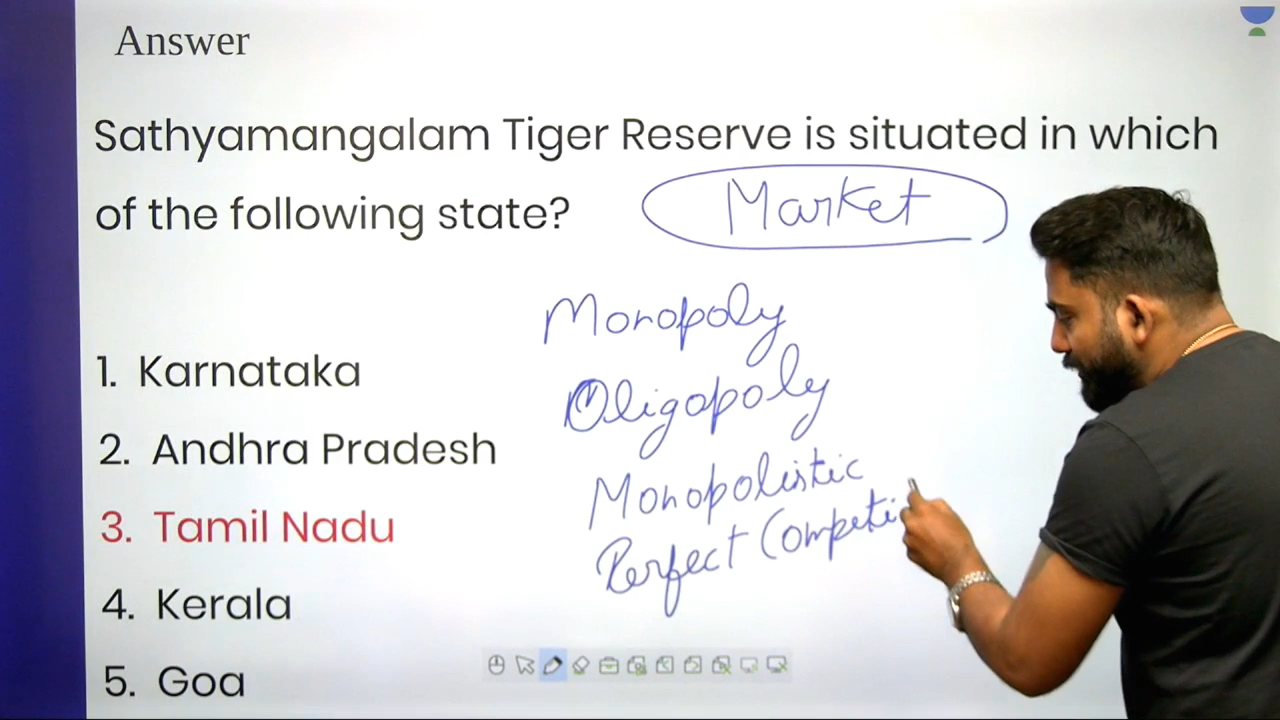 Answer
Sathyamangalam Tiger Reserve is situated in which
of the following state?
Market
Monopoly
Oligopoly
Monopolistic
Perfect Competi
1. Karnataka
2. Andhra Pradesh
3. Tamil Nadu
4. Kerala
5. Goa